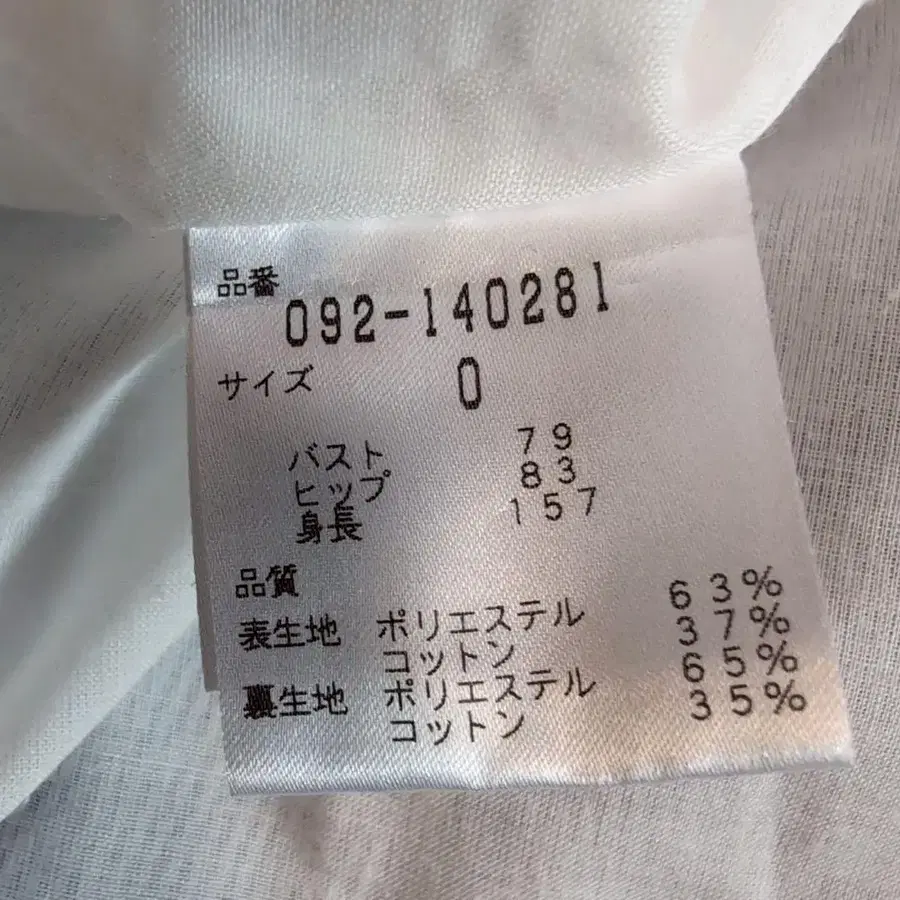 品番
092-140281
サイズ 0
バスト 79
ヒップ 83
身長 157
品質
表生地 ポリエステル 63%
コットン 37%
裏生地 ポリエステル 65%
コットン 35%